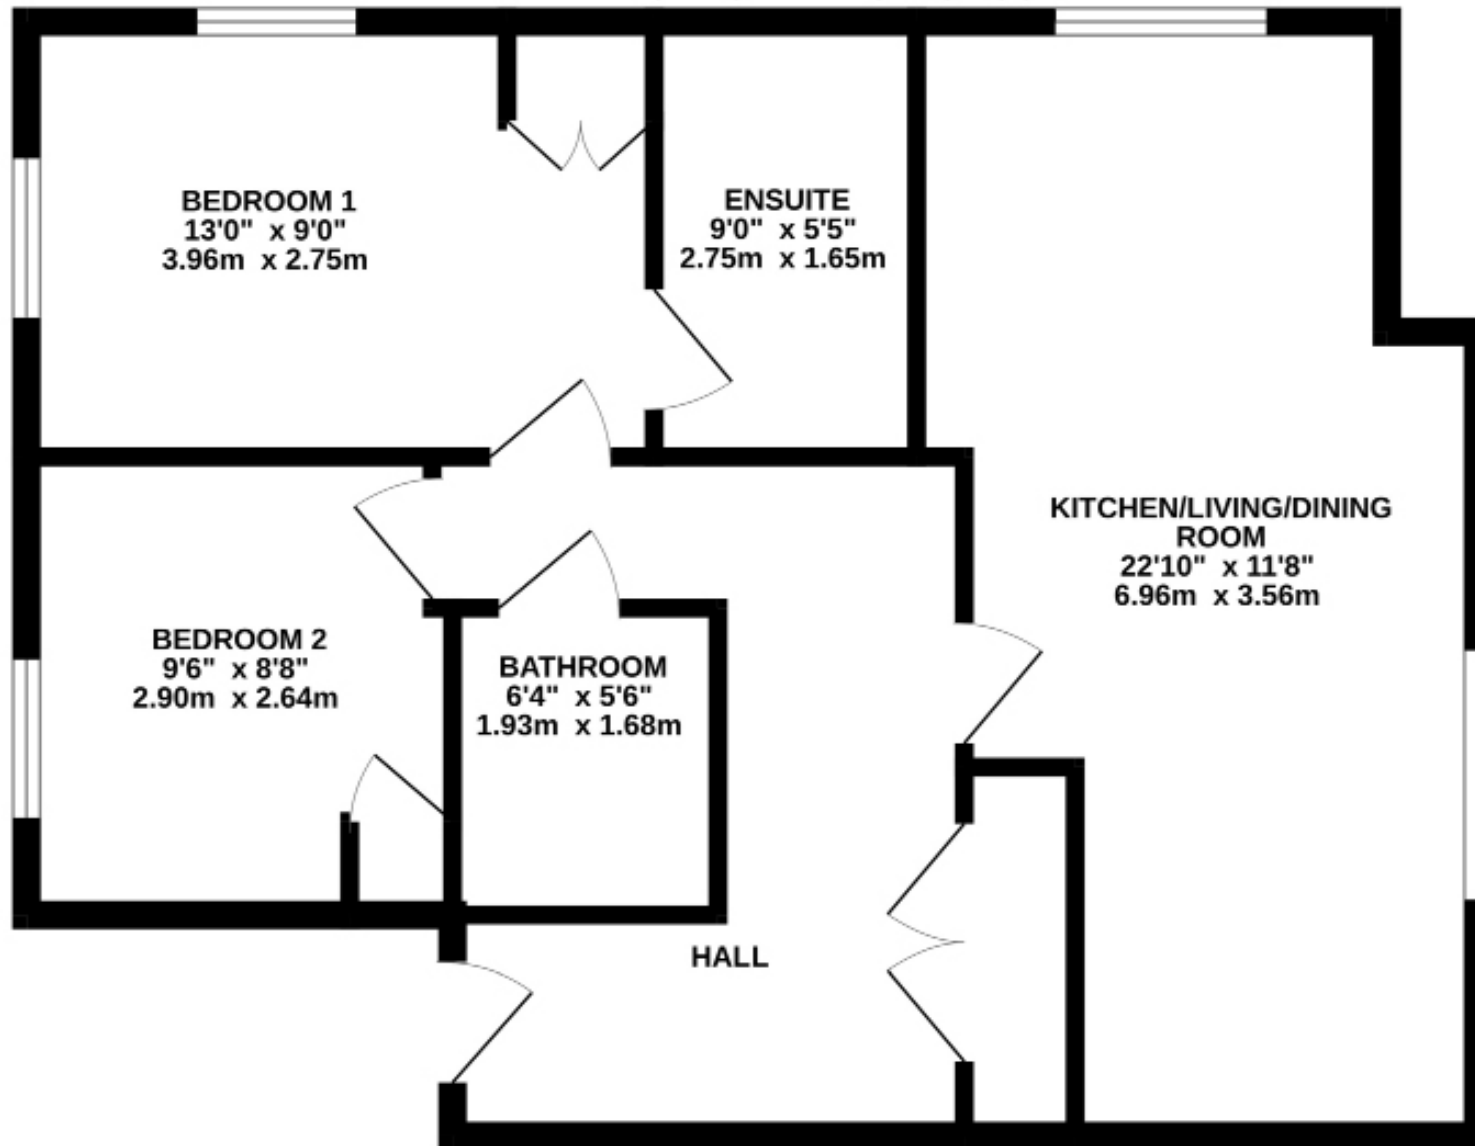 BEDROOM 1
13'0" x 9'0"
3.96m x 2.75m
ENSUITE
9'0" x 5'5"
2.75m x 1.65m
KITCHEN/LIVING/DINING
ROOM
22'10" x 11'8"
6.96m x 3.56m
BEDROOM 2
9'6" x 8'8"
2.90m x 2.64m
BATHROOM
6'4" x 5'6"
1.93m x 1.68m
HALL